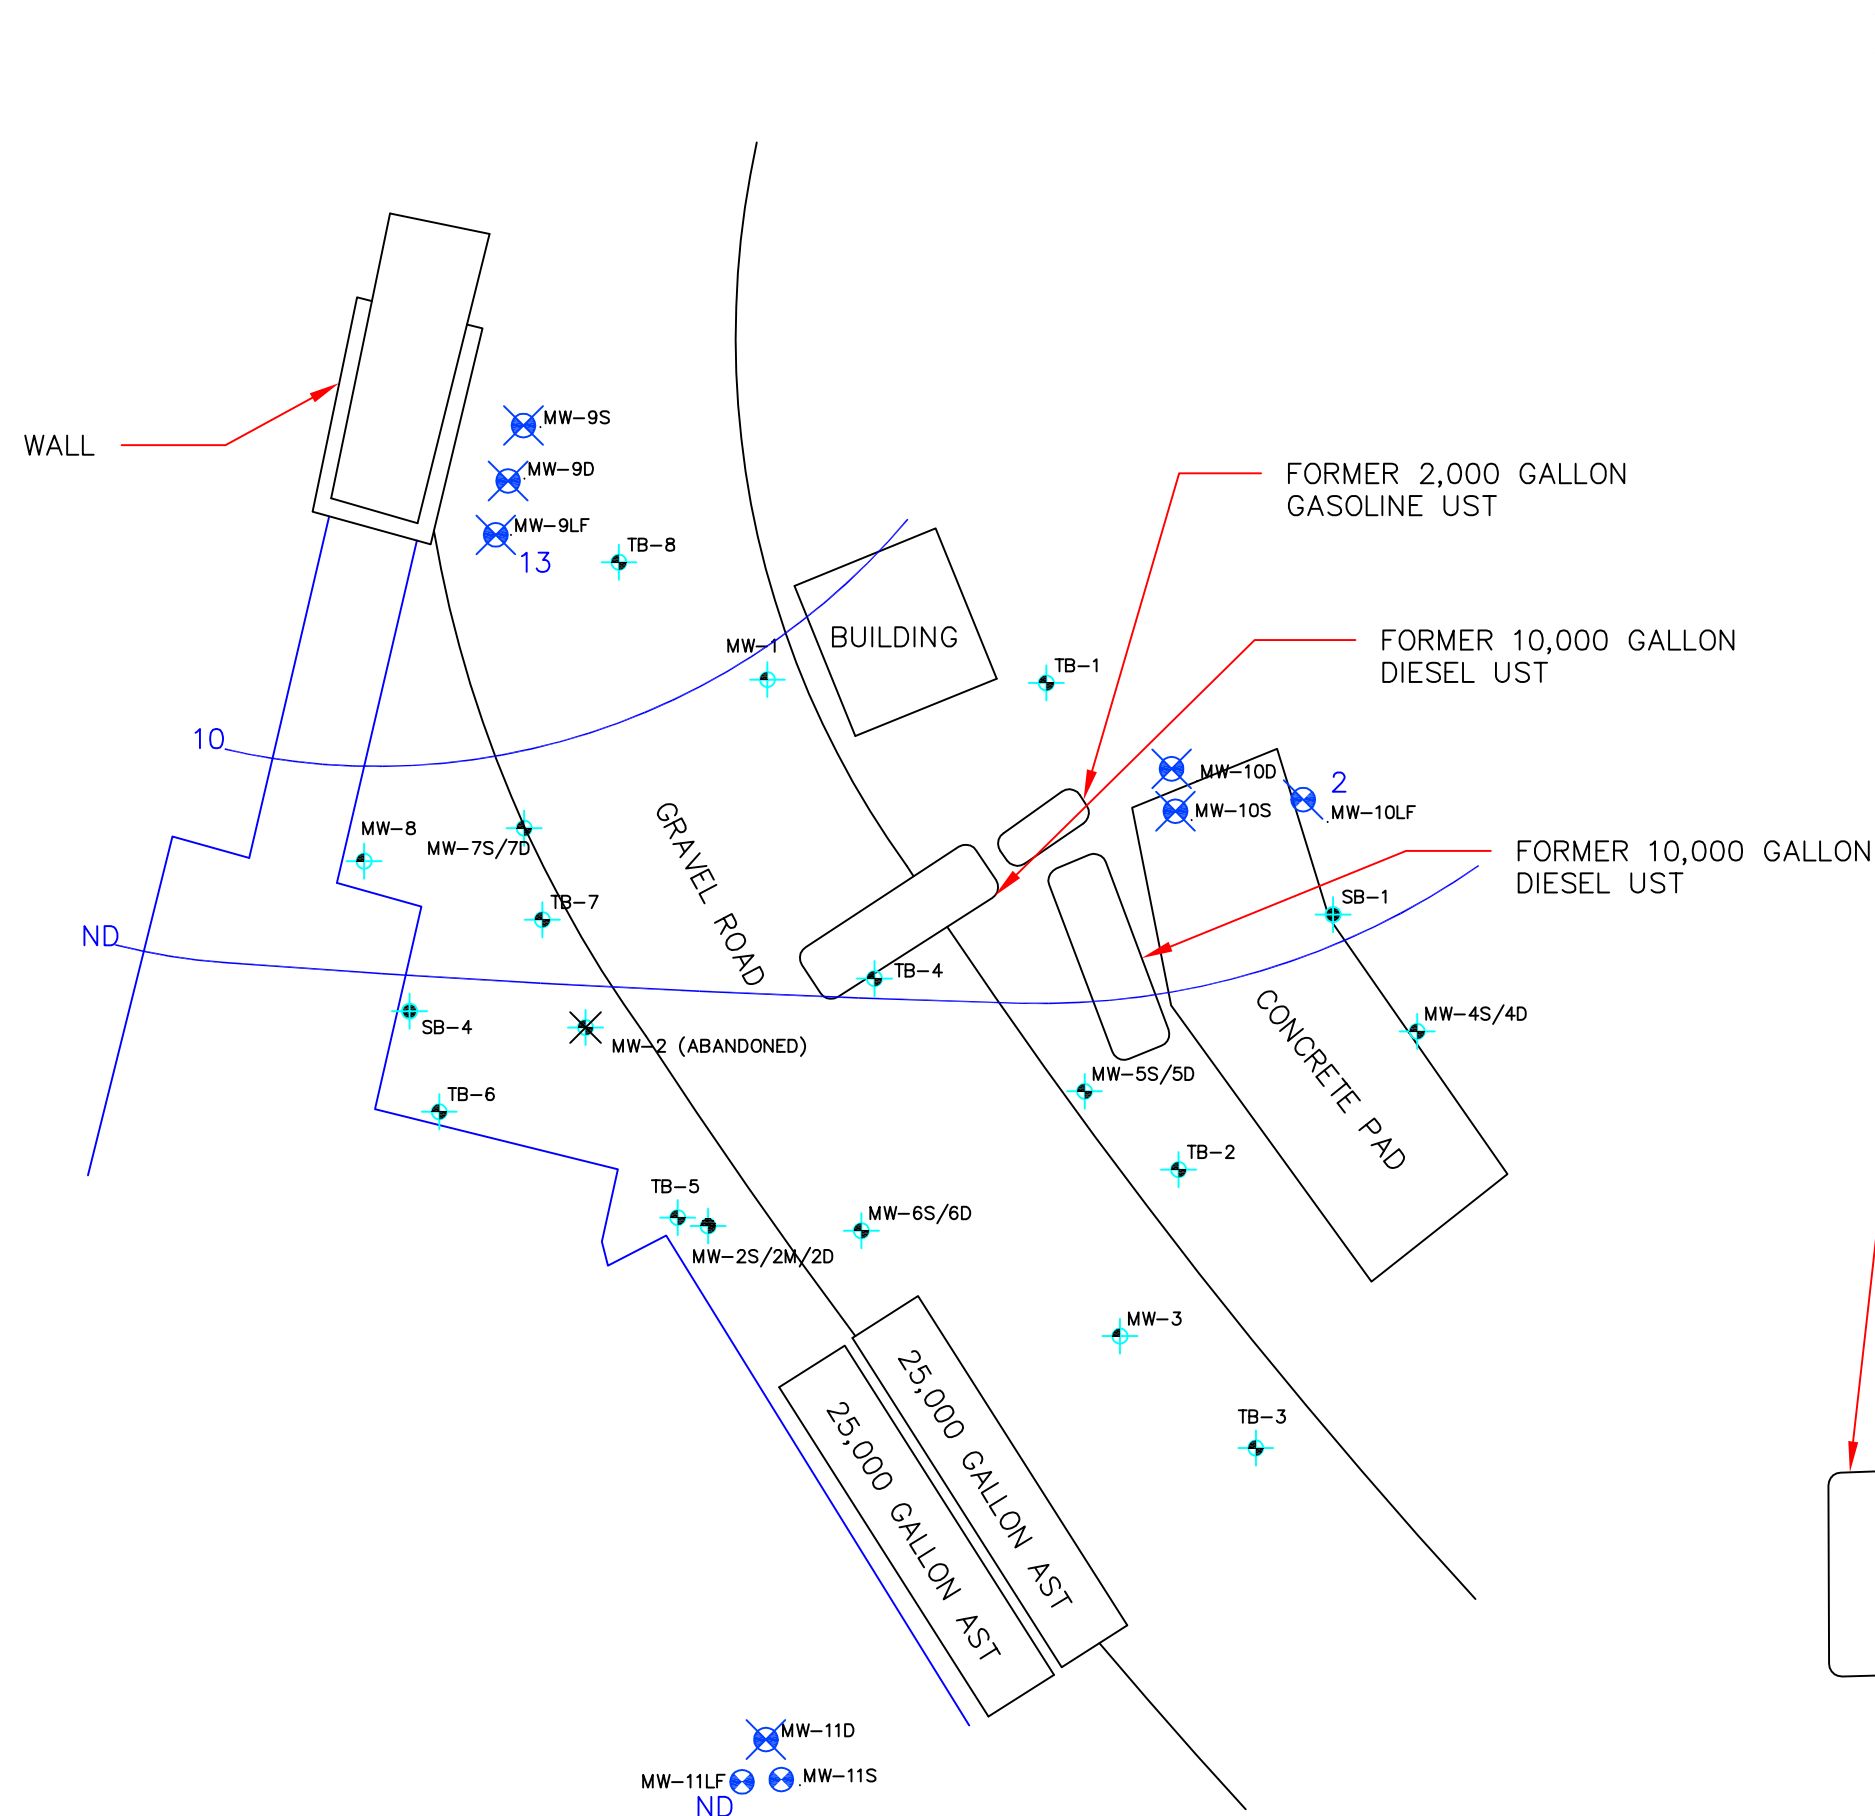 MW-9S
WALL
MW-9D
FORMER 2,000 GALLON
GASOLINE UST
MW-9LF
13
TB-8
BUILDING
MW-1
FORMER 10,000 GALLON
DIESEL UST
TB-1
10
MW-10D
2
MW-10S
MW-10LF
MW-8
MW-7S/7D
GRAVEL ROAD
FORMER 10,000 GALLON
DIESEL UST
TB-7
SB-1
ND
TB-4
SB-4
MW-2 (ABANDONED)
CONCRETE PAD
MW-4S/4D
MW-5S/5D
TB-6
TB-2
TB-5
MW-6S/6D
MW-2S/2M/2D
MW-3
25,000 GALLON AST
25,000 GALLON AST
TB-3
MW-11D
MW-11LF
MW-11S
ND